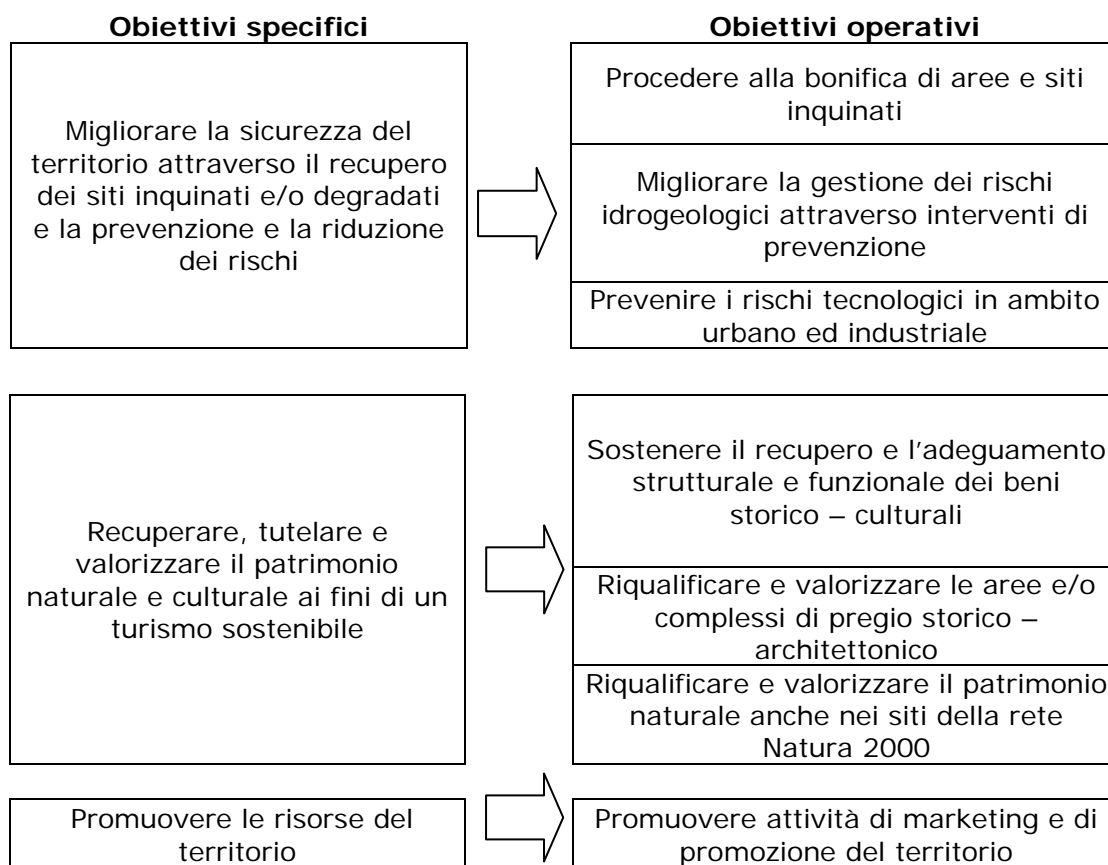 Obiettivi specifici
Obiettivi operativi
Migliorare la sicurezza del
territorio attraverso il recupero
dei siti inquinati e/o degradati
e la prevenzione e la riduzione
dei rischi
Procedere alla bonifica di aree e siti
inquinati
Migliorare la gestione dei rischi
idrogeologici attraverso interventi di
prevenzione
Prevenire i rischi tecnologici in ambito
urbano ed industriale
Recuperare, tutelare e
valorizzare il patrimonio
naturale e culturale ai fini di un
turismo sostenibile
Sostenere il recupero e l'adeguamento
strutturale e funzionale dei beni
storico – culturali
Riqualificare e valorizzare le aree e/o
complessi di pregio storico –
architettonico
Riqualificare e valorizzare il patrimonio
naturale anche nei siti della rete
Natura 2000
Promuovere le risorse del
territorio
Promuovere attività di marketing e di
promozione del territorio